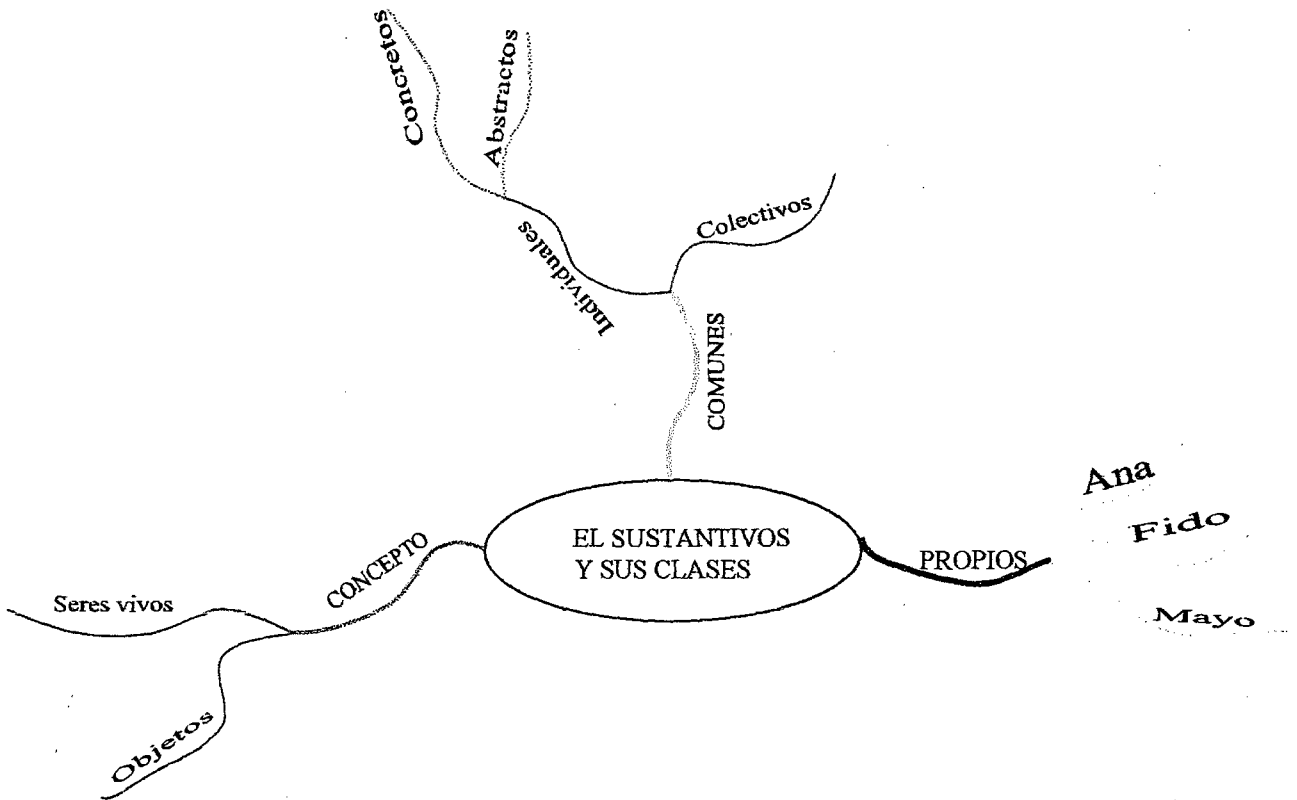 Concretos
Abstractos
Individuales
Colectivos
COMUNES
EL SUSTANTIVOS
Y SUS CLASES
CONCEPTO
Seres vivos
Objetos
PROPIOS
Ana
Fido
Mayo